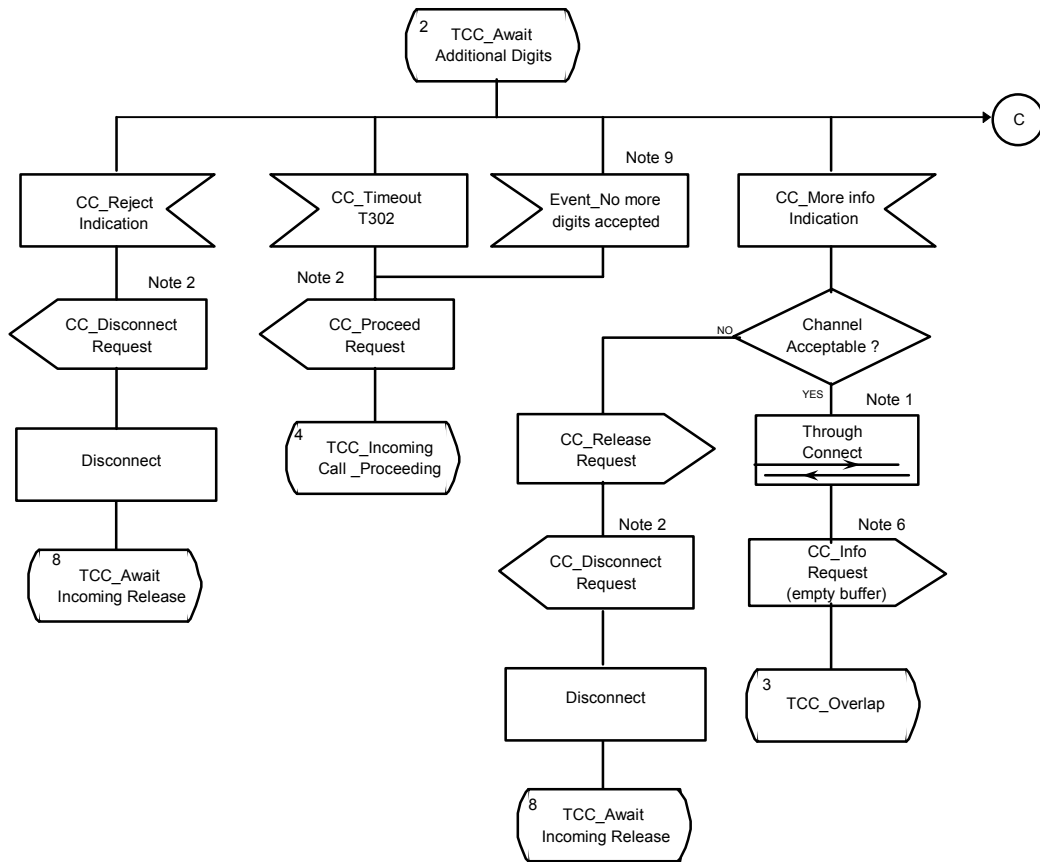 2
TCC_Await
Additional Digits
C
Note 9
CC_Reject
Indication
CC_Timeout
T302
Event_No more
digits accepted
CC_More info
Indication
Note 2
CC_Disconnect
Request
Note 2
CC_Proceed
Request
NO
Channel
Acceptable ?
YES
Note 1
Through
Connect
Disconnect
4
TCC_Incoming
Call _Proceeding
CC_Release
Request
Note 2
CC_Disconnect
Request
Note 6
CC_Info
Request
(empty buffer)
8
TCC_Await
Incoming Release
Disconnect
3
TCC_Overlap
8
TCC_Await
Incoming Release